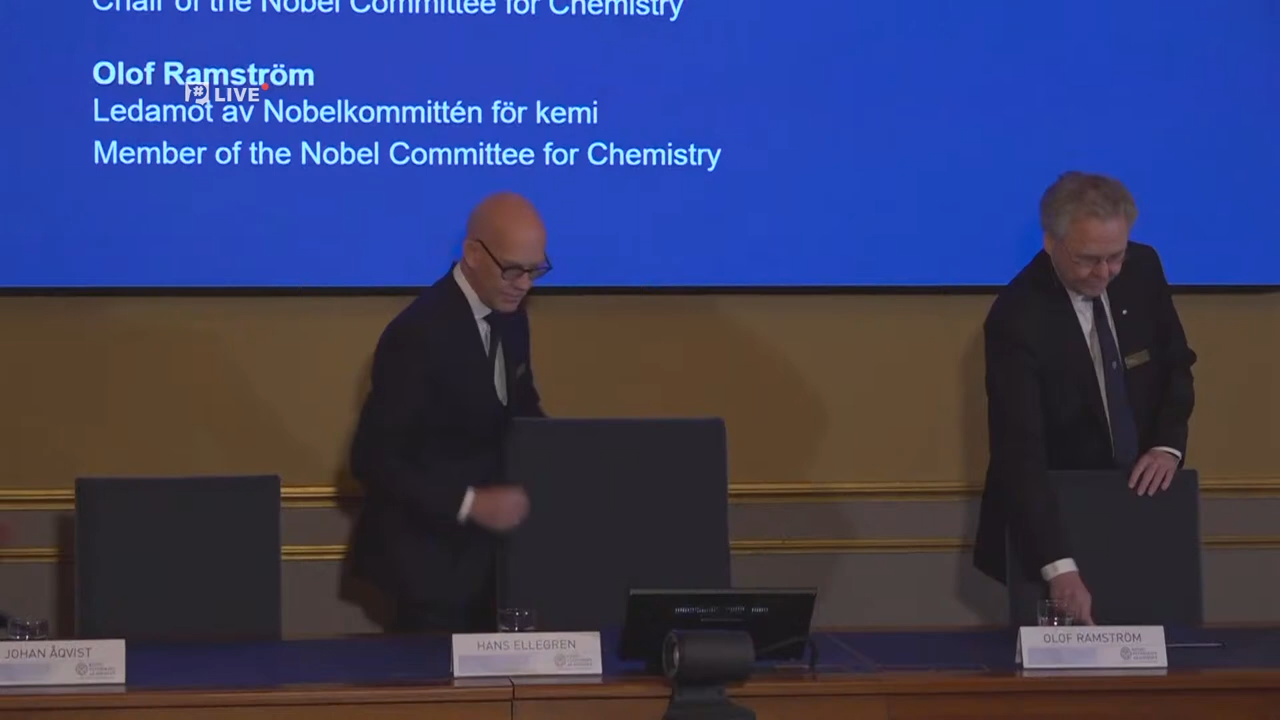 Chair of the Nobel Committee for Chemistry
Olof Ramström
Ledamot av Nobelkommittén för kemi
Member of the Nobel Committee for Chemistry
# LIVE
JOHAN ÅQVIST
HANS ELLEGREN
OLOF RAMSTRÖM